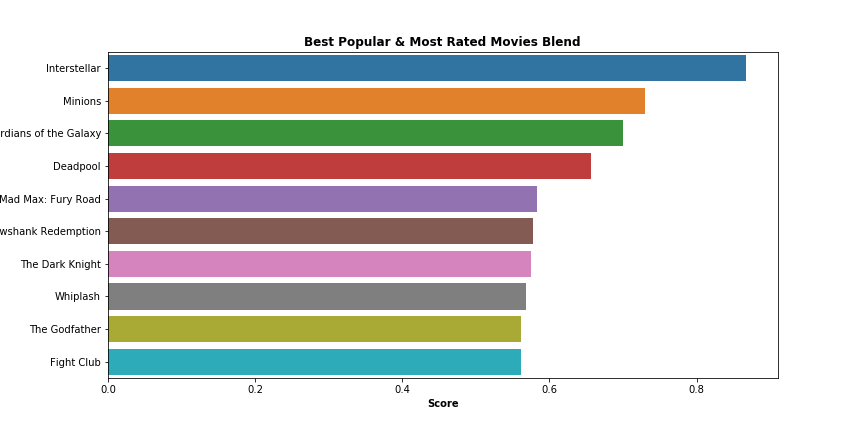 Best Popular & Most Rated Movies Blend
Interstellar
Minions
rdians of the Galaxy
Deadpool
Mad Max: Fury Road
wshank Redemption
The Dark Knight
Whiplash
The Godfather
Fight Club
0.0 0.2 0.4 0.6 0.8
Score